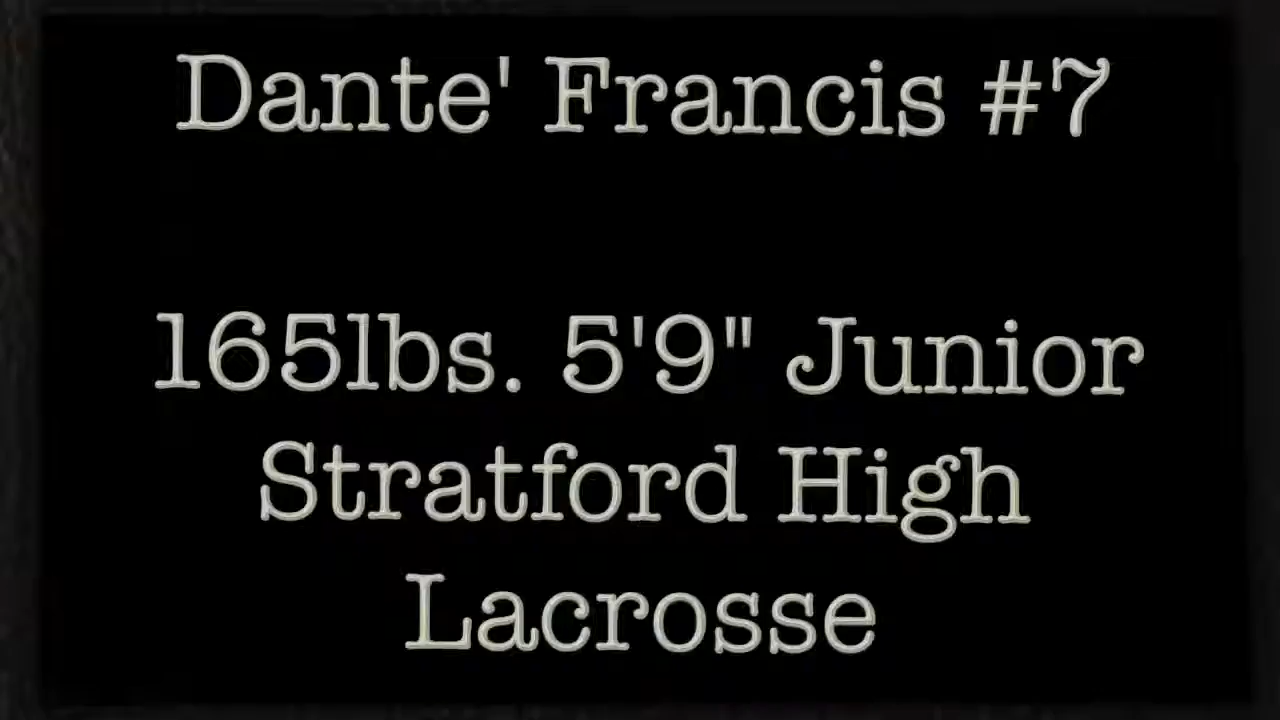 Dante' Francis #7
165lbs. 5'9" Junior
Stratford High
Lacrosse